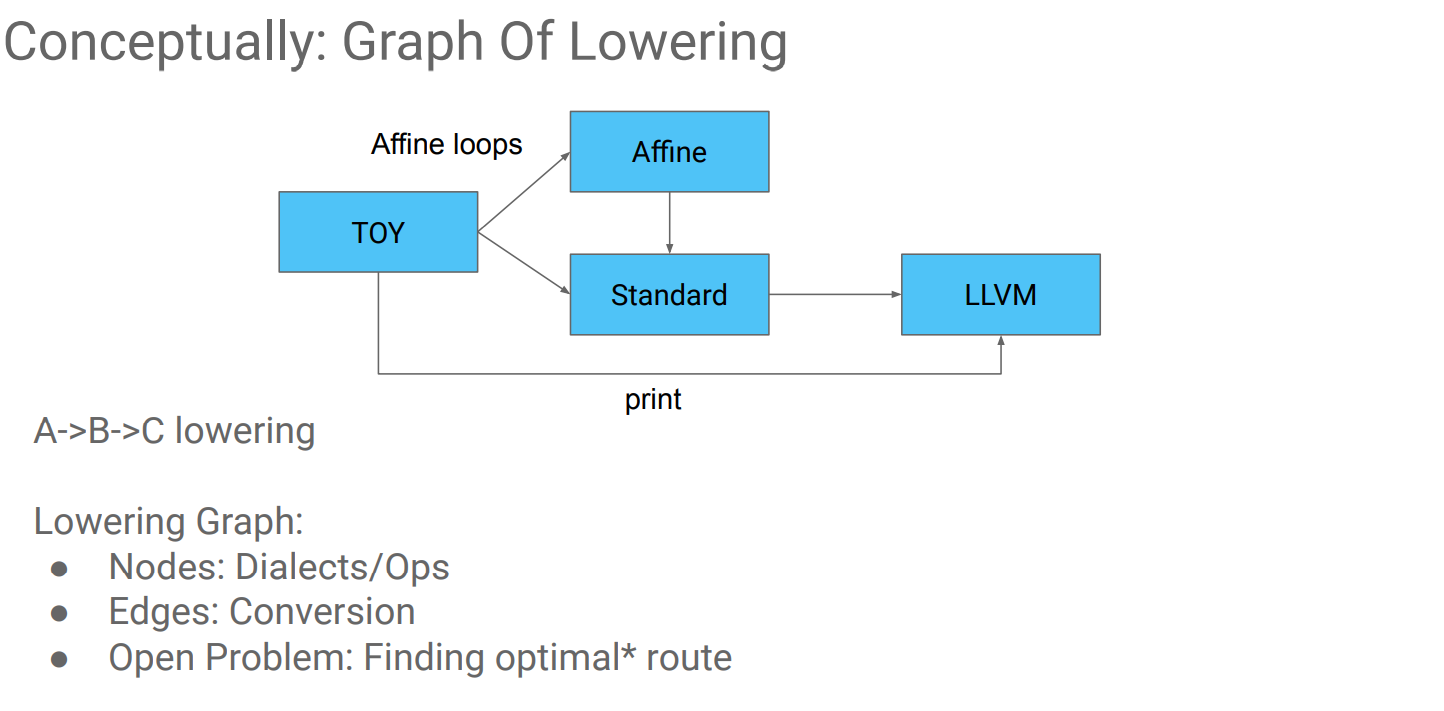 Conceptually: Graph Of Lowering
Affine loops
Affine
TOY
Standard
LLVM
print
A->B->C lowering
Lowering Graph:
● Nodes: Dialects/Ops
● Edges: Conversion
● Open Problem: Finding optimal* route